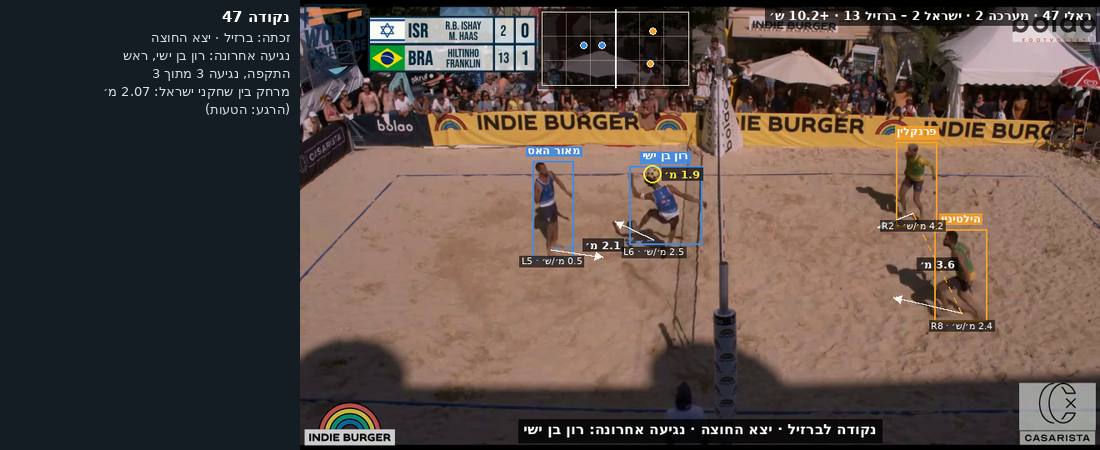 נקודה 47
זכתה: ברזיל · יצא החוצה
נגיעה אחרונה: רון בן ישי, ראש
התקפה, נגיעה 3 מתוך 3
מרחק בין שחקני ישראל: 2.07 מ׳
(הרגע: הטעות)
ראלי 47 · מערכה 2 · ישראל 2 – ברזיל 13 · +10.2 ש׳
ISR R.B. ISHAY M. HAAS 2 0
BRA HILTINHO FRANKLIN 13 1
INDIE BURGER
bolao
INDIE BURGER
bolao
INDIE BURGER
INDIE BURGER
CASARISTA
פרנקלין
מאור האס
רון בן ישי
1.9 מ׳
הילטיניו
R2 · 4.2 מ׳/ש׳
2.1 מ׳
L6 · 2.5 מ׳/ש׳
L5 · 0.5 מ׳/ש׳
3.6 מ׳
R8 · 2.4 מ׳/ש׳
נקודה לברזיל · יצא החוצה · נגיעה אחרונה: רון בן ישי
INDIE BURGER
CASARISTA